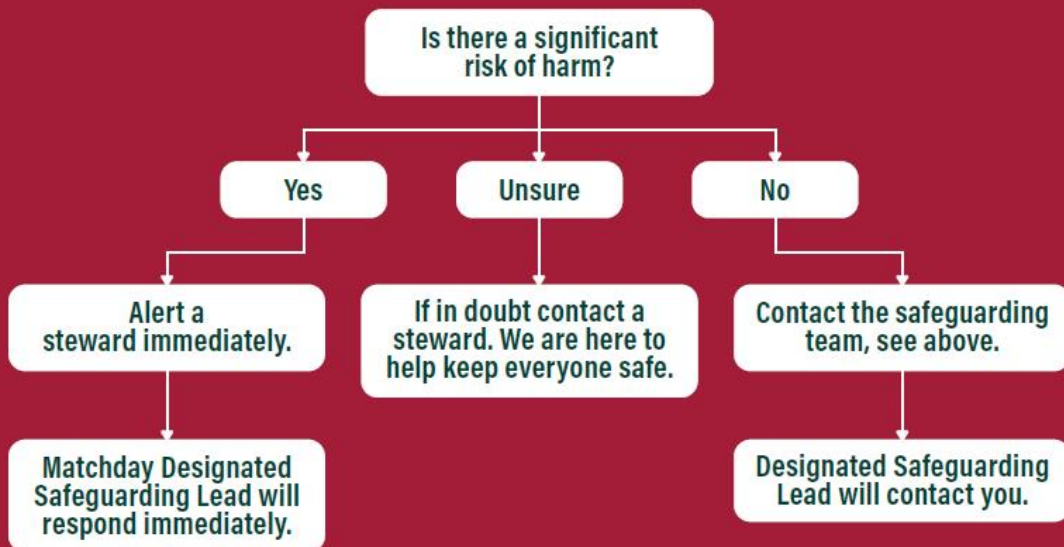 Is there a significant
risk of harm?
Yes
Unsure
No
Alert a
steward immediately.
If in doubt contact a
steward. We are here to
help keep everyone safe.
Contact the safeguarding
team, see above.
Matchday Designated
Safeguarding Lead will
respond immediately.
Designated Safeguarding
Lead will contact you.